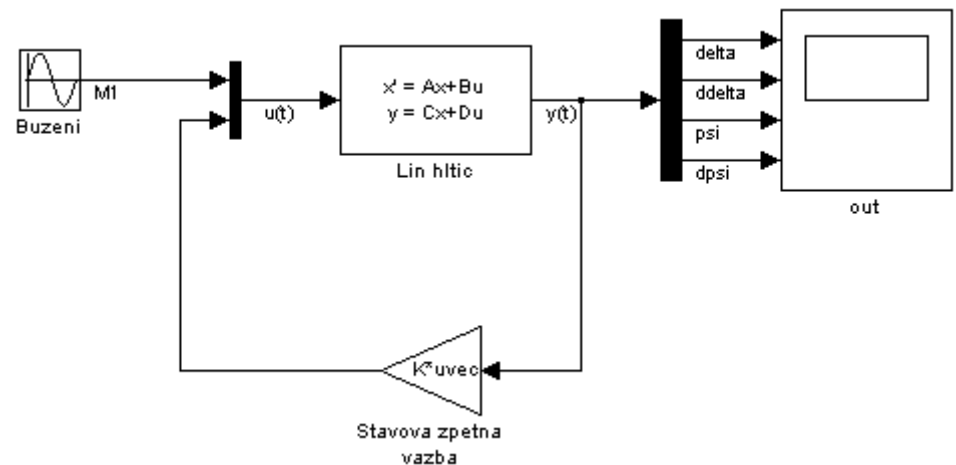 delta
ddelta
psi
dpsi
out
M1
Buzeni
u(t)
x' = Ax+Bu
y = Cx+Du
Lin hltic
y(t)
K*uvec
Stavova zpetna
vazba